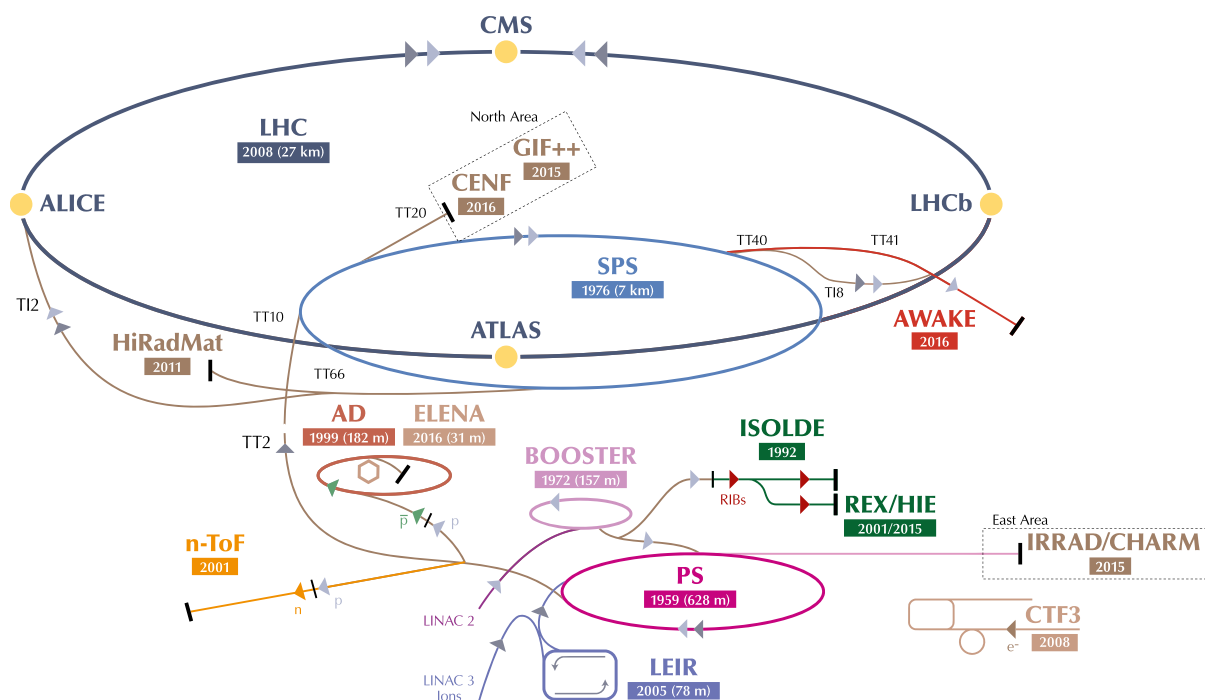 CMS
North Area
LHC
2008 (27 km)
GIF++
2015
CENF
2016
ALICE
LHCb
TT20
TT40
TT41
SPS
1976 (7 km)
TI2
TI8
TT10
ATLAS
AWAKE
2016
HiRadMat
2011
TT66
AD
1999 (182 m)
ELENA
2016 (31 m)
TT2
ISOLDE
1992
BOOSTER
1972 (157 m)
RIBs
REX/HIE
2001/2015
p̅
p
East Area
n-ToF
2001
IRRAD/CHARM
2015
PS
1959 (628 m)
n
p
LINAC 2
CTF3
2008
e-
LEIR
2005 (78 m)
LINAC 3
Ions